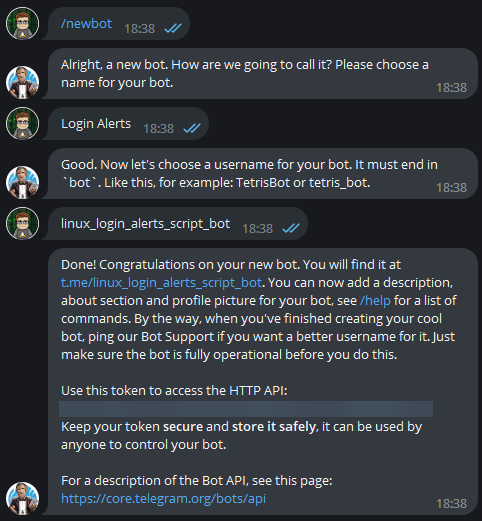 /newbot 18:38
Alright, a new bot. How are we going to call it? Please choose a
name for your bot. 18:38
Login Alerts 18:38
Good. Now let's choose a username for your bot. It must end in
`bot`. Like this, for example: TetrisBot or tetris_bot. 18:38
linux_login_alerts_script_bot 18:38
Done! Congratulations on your new bot. You will find it at
t.me/linux_login_alerts_script_bot. You can now add a description,
about section and profile picture for your bot, see /help for a list of
commands. By the way, when you've finished creating your cool
bot, ping our Bot Support if you want a better username for it. Just
make sure the bot is fully operational before you do this.
Use this token to access the HTTP API:
Keep your token secure and store it safely, it can be used by
anyone to control your bot.
For a description of the Bot API, see this page:
https://core.telegram.org/bots/api 18:38